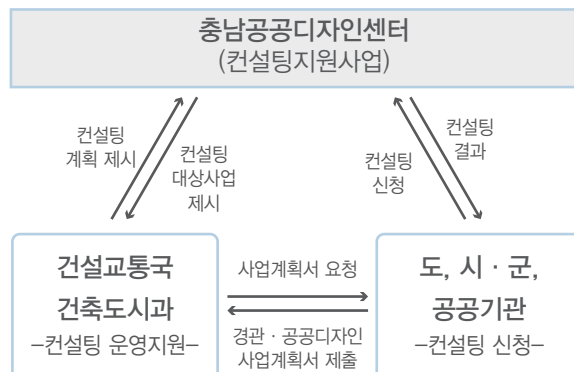 충남공공디자인센터
(컨설팅지원사업)
컨설팅
계획 제시
컨설팅
대상사업
제시
컨설팅
신청
컨설팅
결과
건설교통국
건축도시과
–컨설팅 운영지원–
사업계획서 요청
경관 · 공공디자인
사업계획서 제출
도, 시 · 군,
공공기관
–컨설팅 신청–